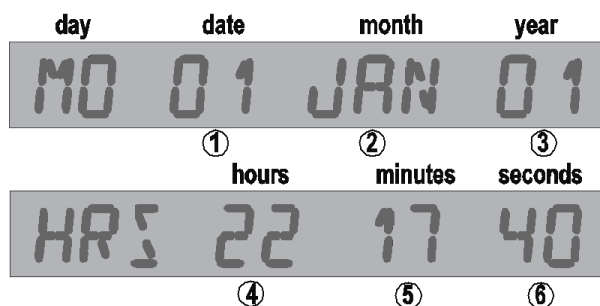 day date month year
MO 01 JAN 01
① ② ③
hours minutes seconds
HRS 22 17 40
④ ⑤ ⑥